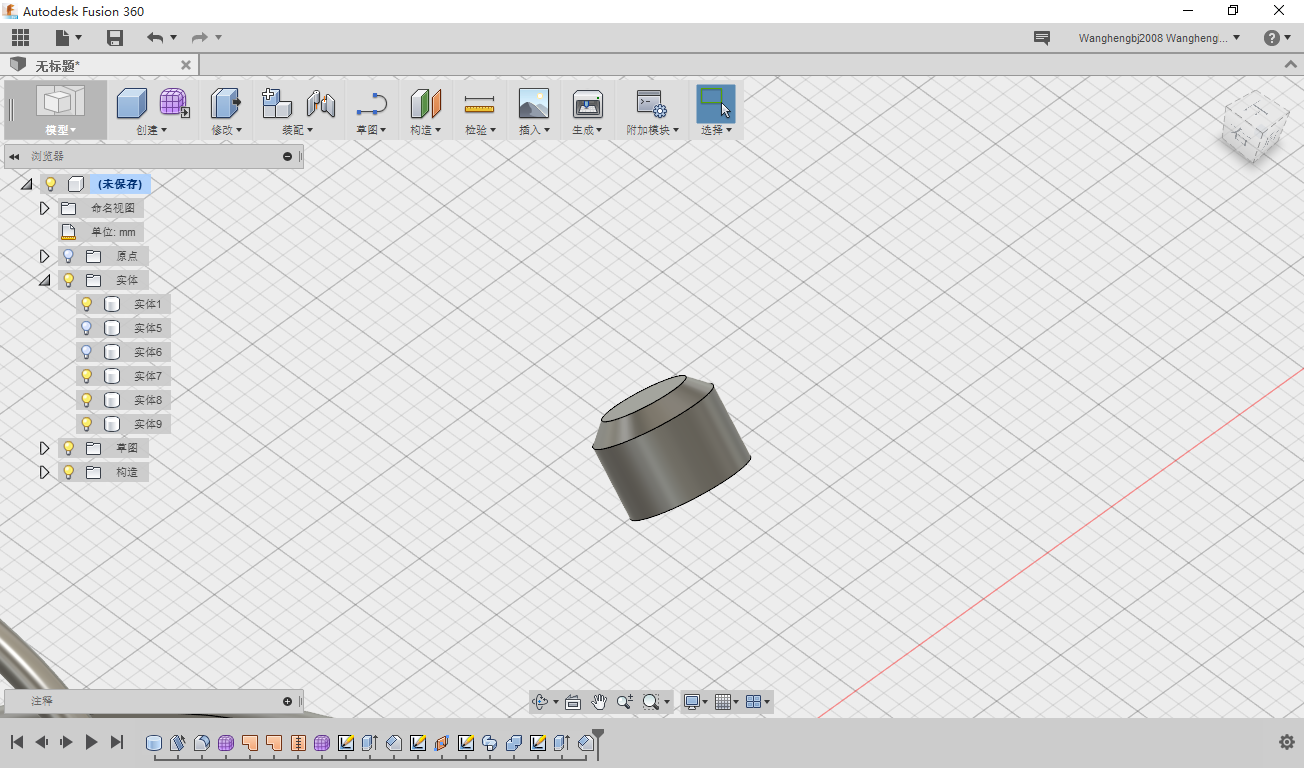 Autodesk Fusion 360
Wanghengbj2008 Wangheng...
无标题*
模型
创建
修改
装配
草图
构造
检验
插入
生成
附加模块
选择
浏览器
(未保存)
命名视图
单位: mm
原点
实体
实体1
实体5
实体6
实体7
实体8
实体9
草图
构造
注释